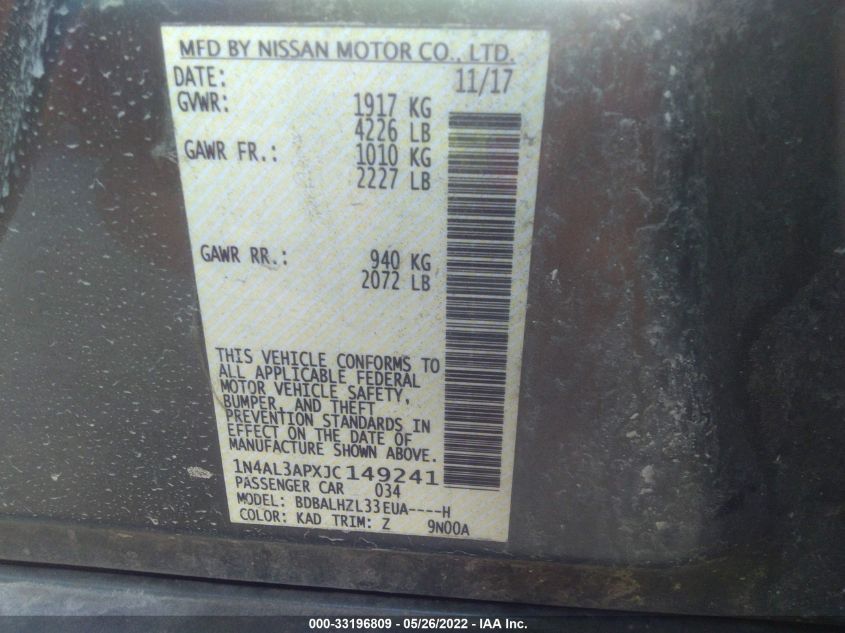 MFD BY NISSAN MOTOR CO., LTD.
DATE: 11/17
GVWR: 1917 KG
4226 LB
GAWR FR.: 1010 KG
2227 LB
GAWR RR.: 940 KG
2072 LB
THIS VEHICLE CONFORMS TO
ALL APPLICABLE FEDERAL
MOTOR VEHICLE SAFETY,
BUMPER, AND THEFT
PREVENTION STANDARDS IN
EFFECT ON THE DATE OF
MANUFACTURE SHOWN ABOVE.
1N4AL3APXJC149241
PASSENGER CAR 034
MODEL: BDBALHZL33EUA----H
COLOR: KAD TRIM: Z 9N00A
000-33196809 - 05/26/2022 - IAA Inc.